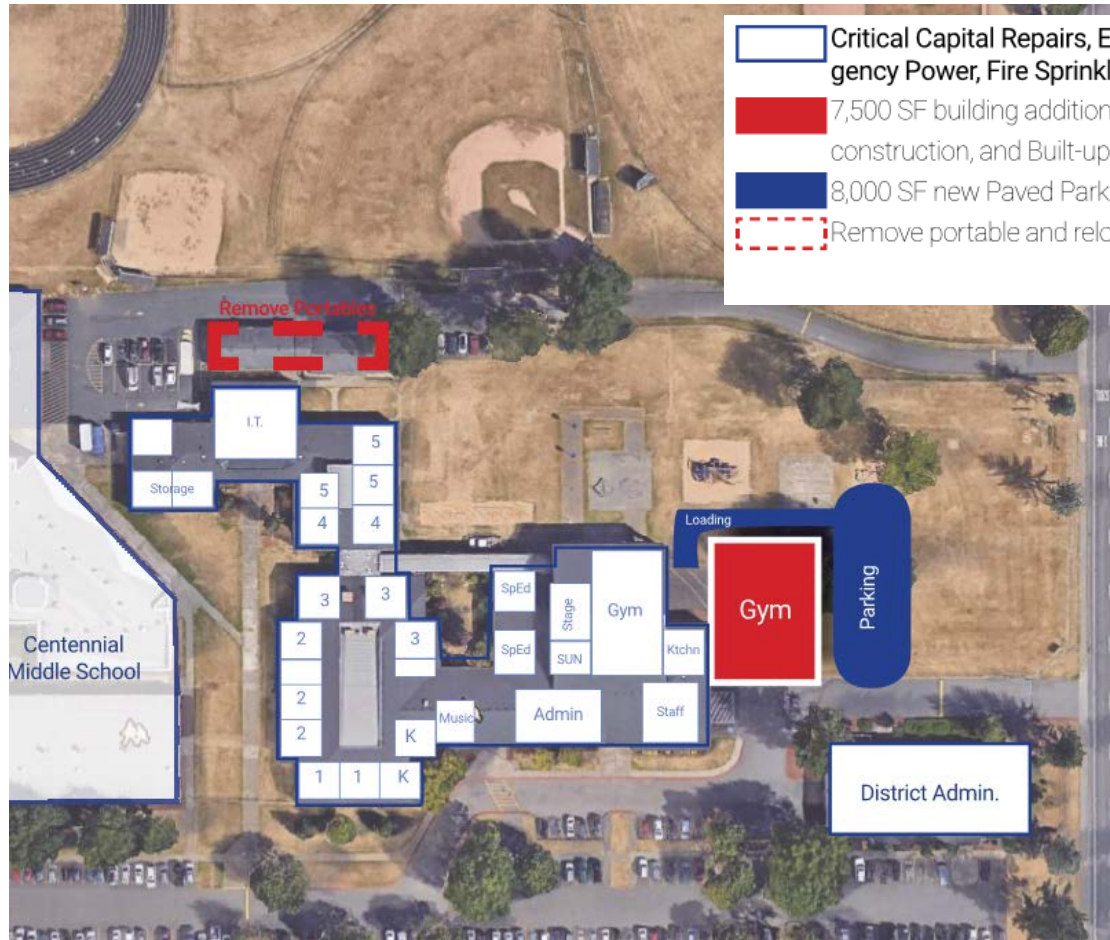 Critical Capital Repairs, E
gency Power, Fire Sprinkl
7,500 SF building addition
construction, and Built-up
8,000 SF new Paved Park
Remove portable and relo
Remove Portables
I.T.
5
Storage
5
5
4
4
Loading
3
3
SpEd
Stage
Gym
Gym
Parking
2
3
SpEd
SUN
Ktchn
Centennial
Middle School
2
Music
Admin
Staff
2
K
1
1
K
District Admin.